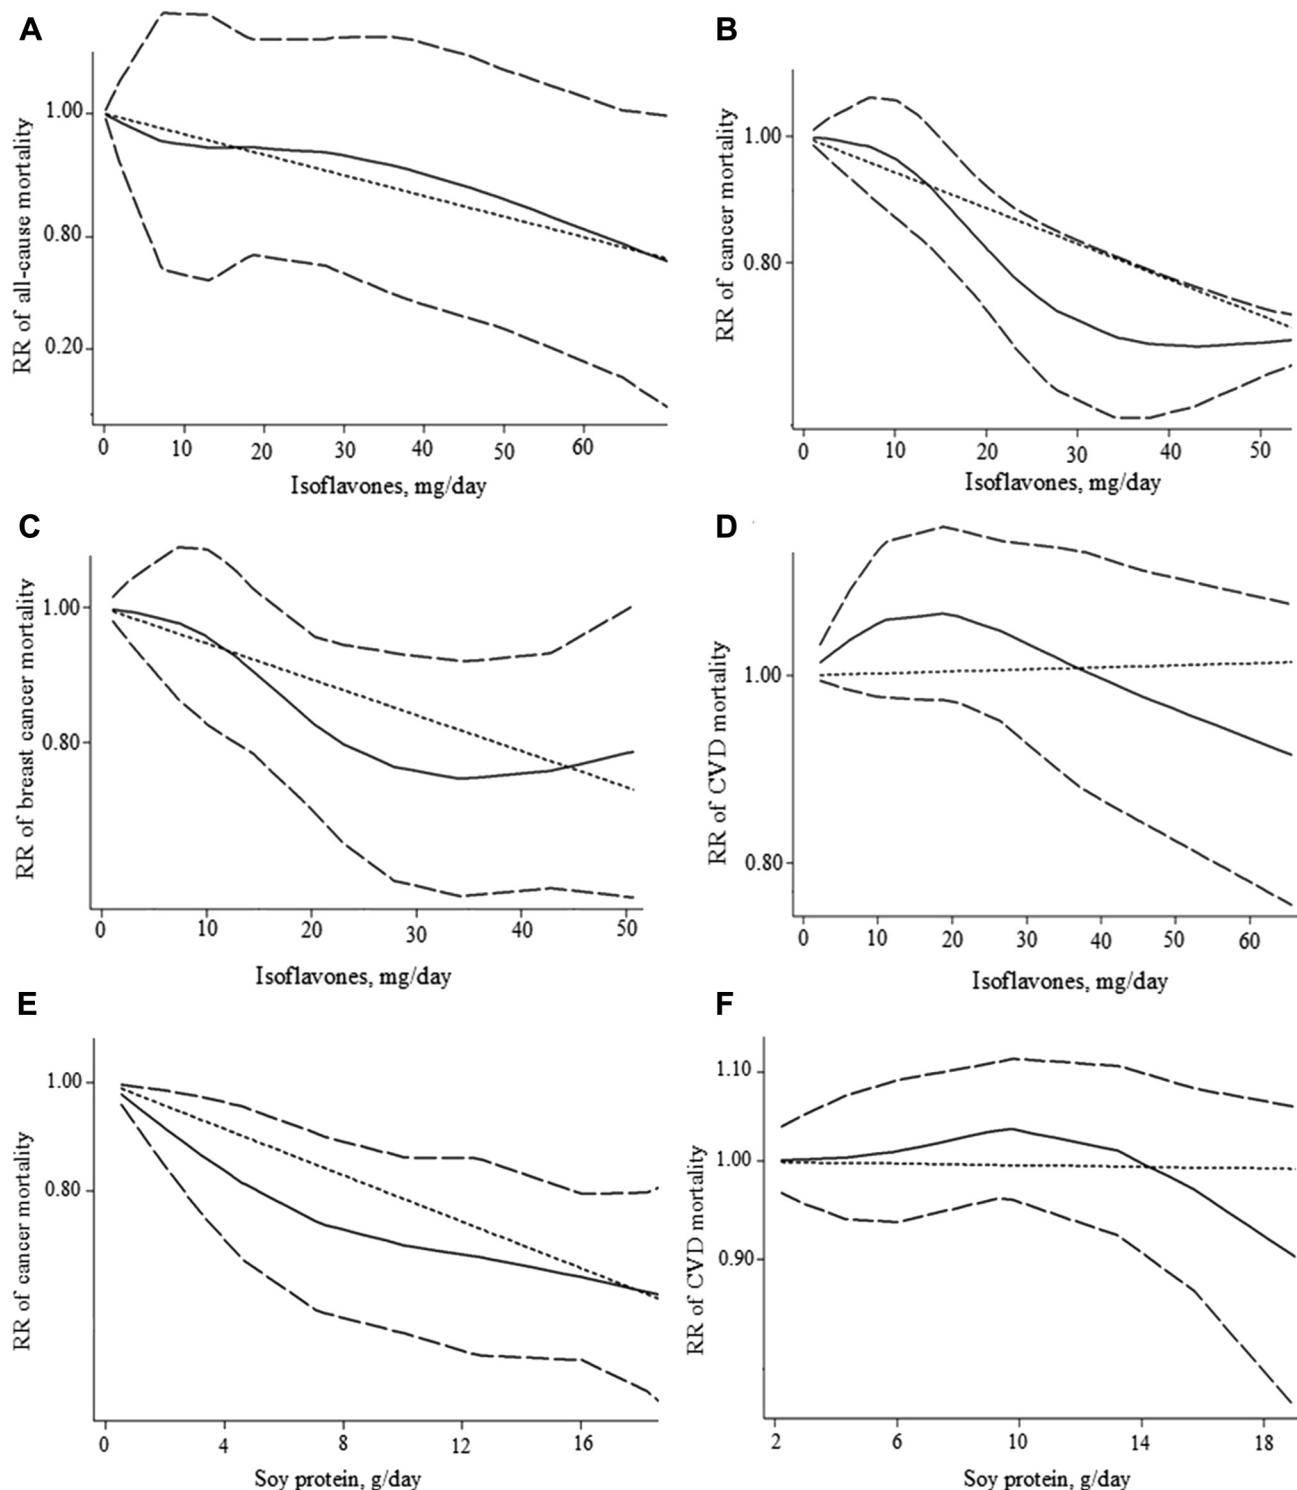 A
RR of all-cause mortality
1.00
0.80
0.20
0 10 20 30 40 50 60
Isoflavones, mg/day
B
RR of cancer mortality
1.00
0.80
0 10 20 30 40 50
Isoflavones, mg/day
C
RR of breast cancer mortality
1.00
0.80
0 10 20 30 40 50
Isoflavones, mg/day
D
RR of CVD mortality
1.00
0.80
0 10 20 30 40 50 60
Isoflavones, mg/day
E
RR of cancer mortality
1.00
0.80
0 4 8 12 16
Soy protein, g/day
F
RR of CVD mortality
1.10
1.00
0.90
2 6 10 14 18
Soy protein, g/day